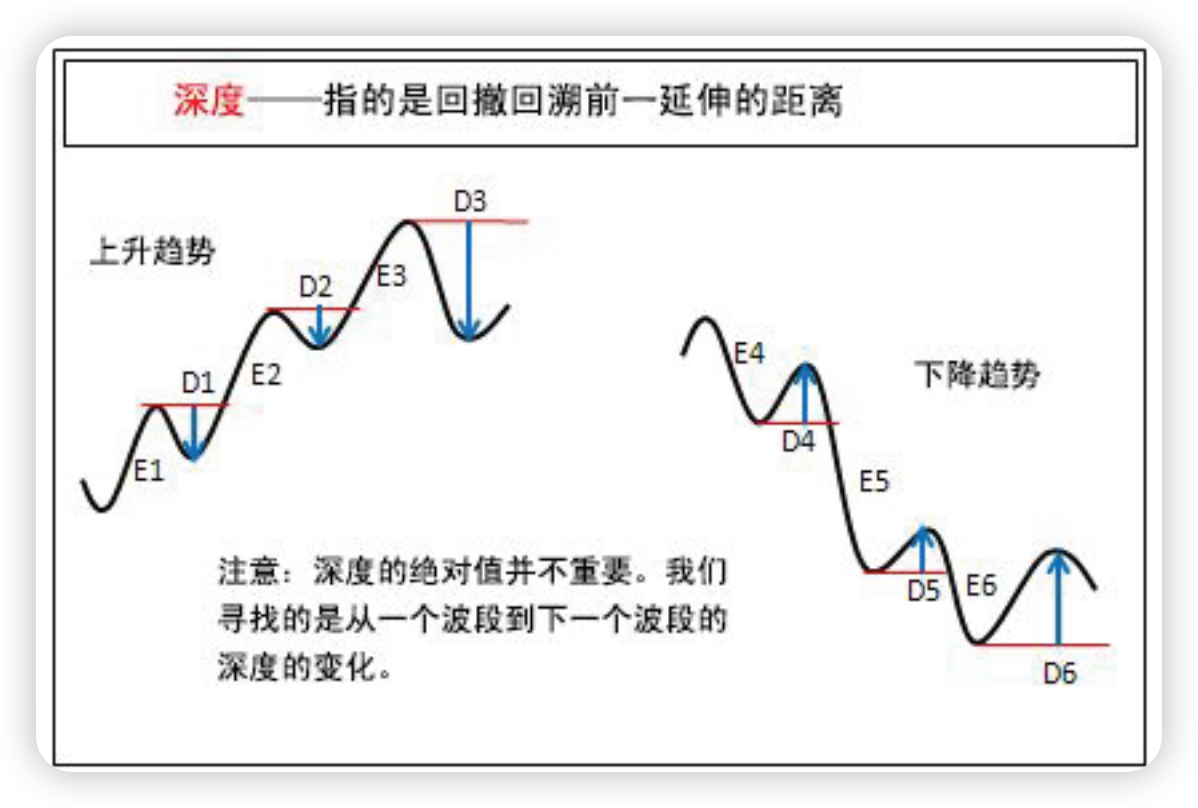 深度——指的是回撤回溯前一延伸的距离
D3
上升趋势
E3
D2
E4
E2
下降趋势
D1
D4
E1
E5
注意：深度的绝对值并不重要。我们
寻找的是从一个波段到下一个波段的
深度的变化。
D5
E6
D6